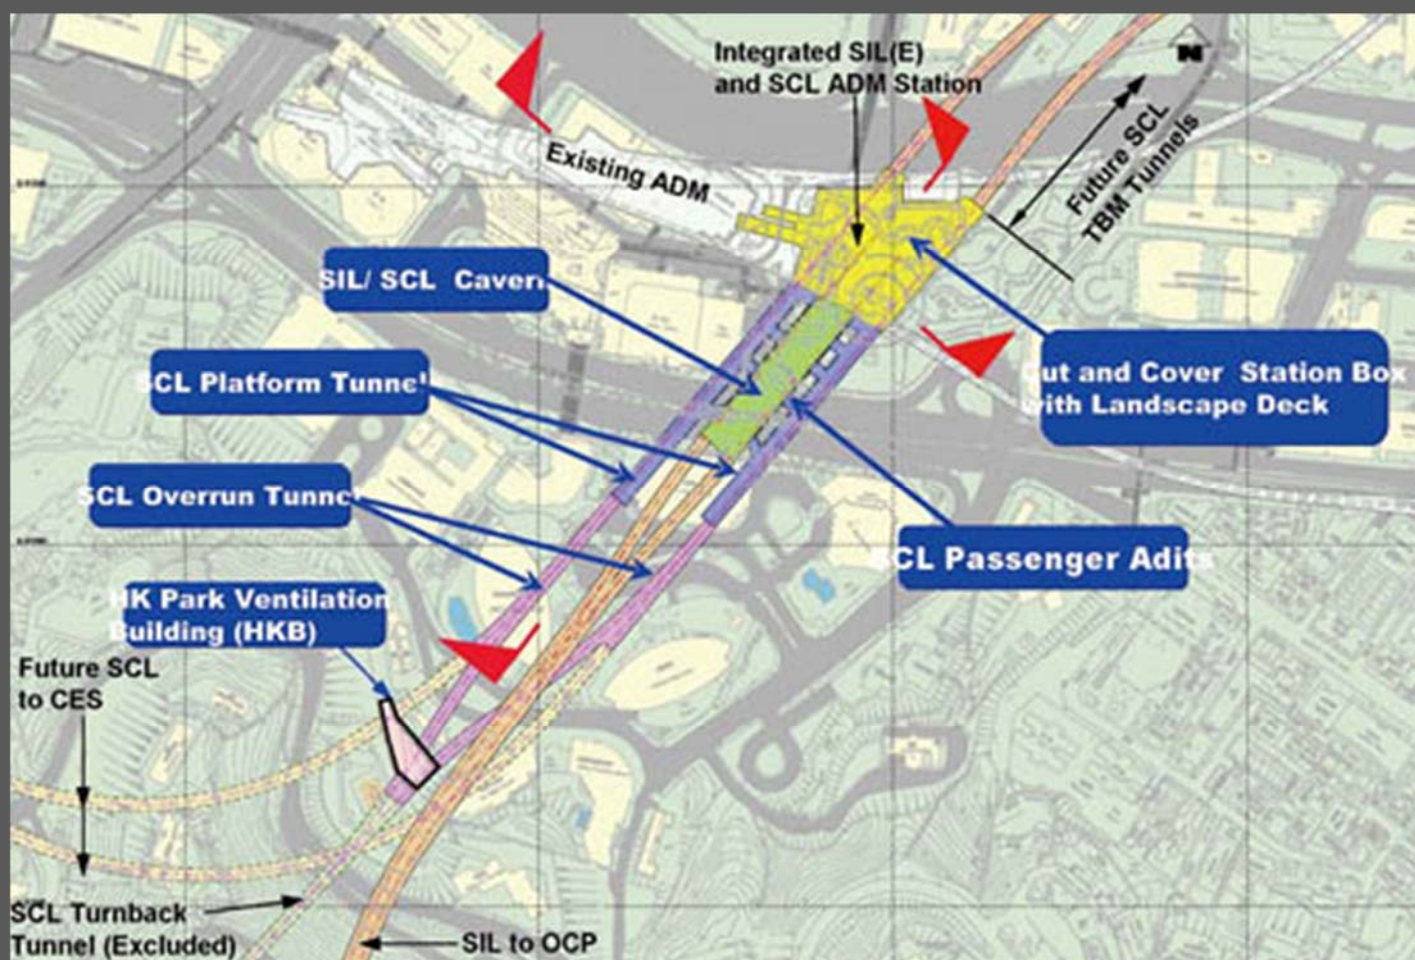 Integrated SIL(E)
and SCL ADM Station
N
Existing ADM
Future SCL
TBM Tunnels
SIL/ SCL Cavern
SCL Platform Tunnel
Cut and Cover Station Box
with Landscape Deck
SCL Overrun Tunnel
SCL Passenger Adits
HK Park Ventilation
Building (HKB)
Future SCL
to CES
SCL Turnback
Tunnel (Excluded)
SIL to OCP